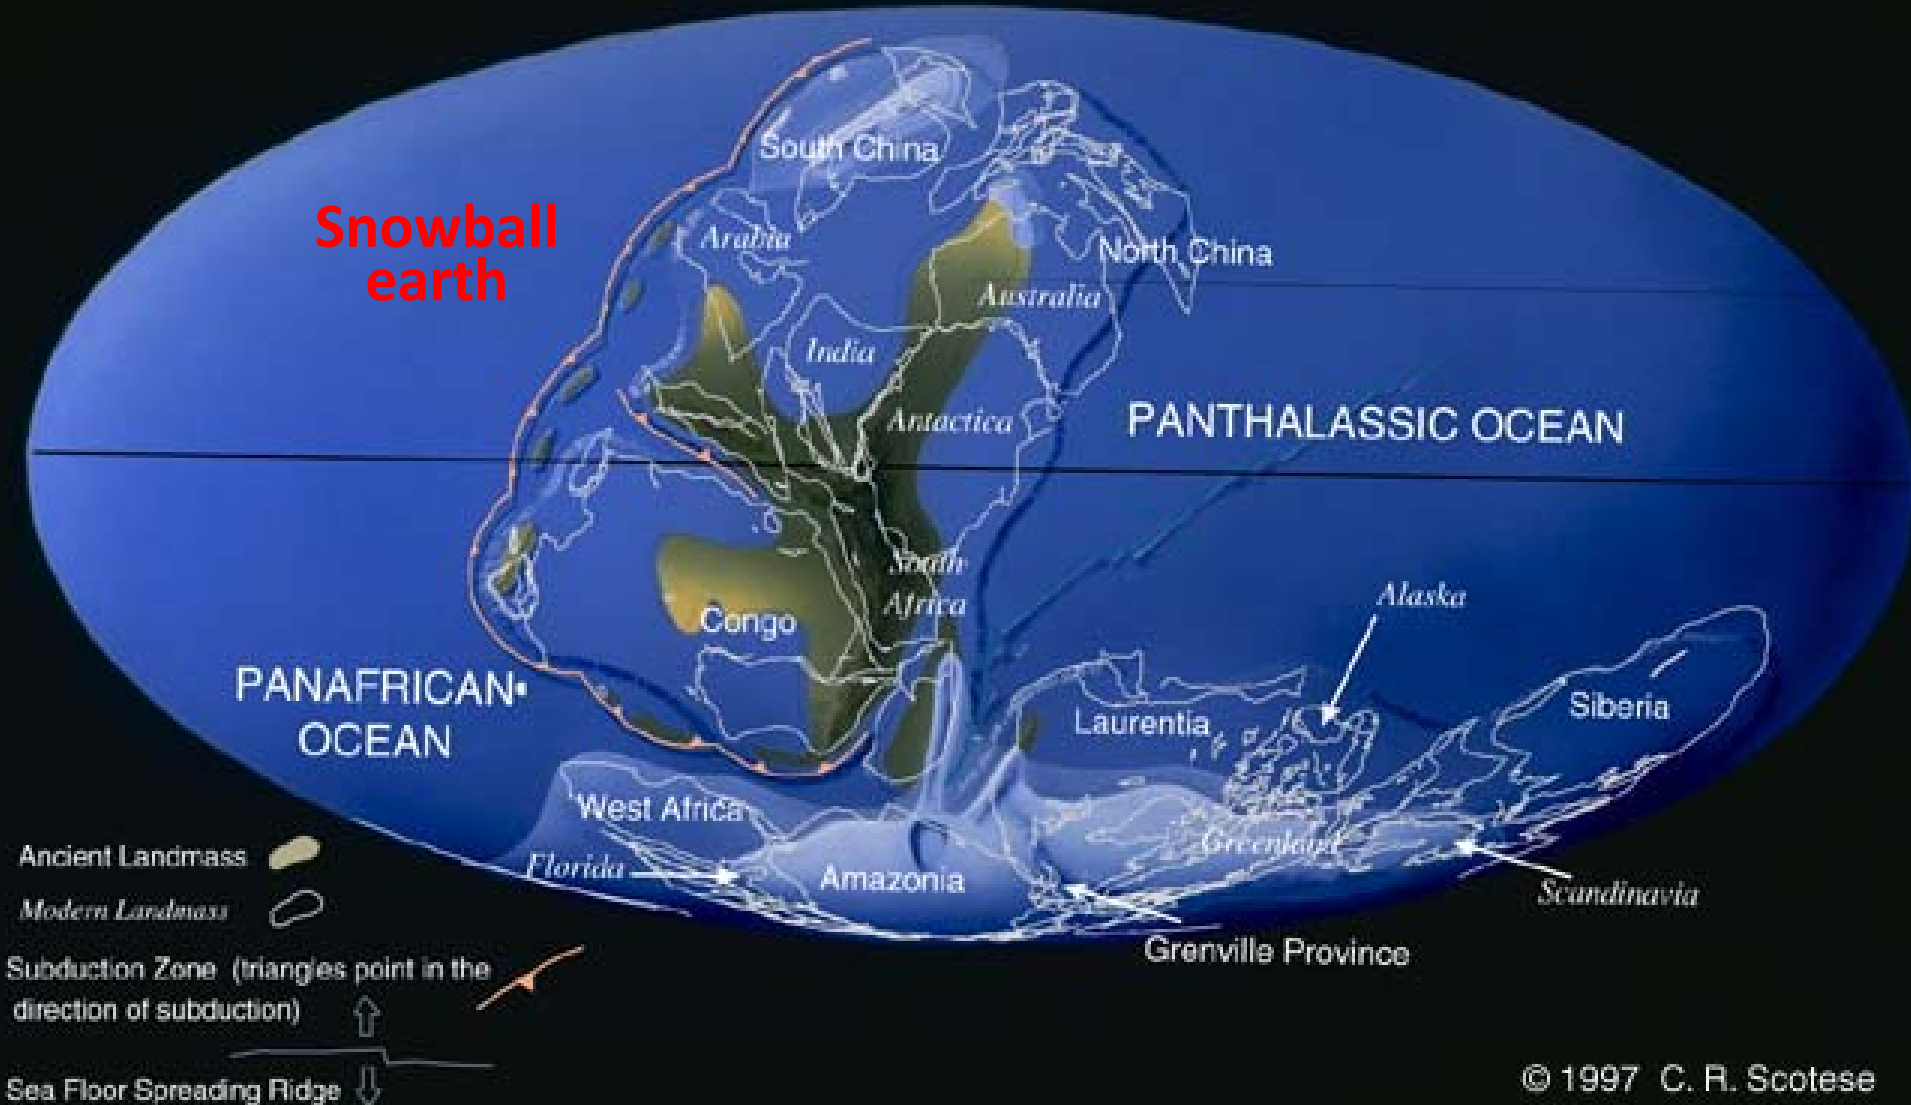 South China
Snowball
earth
Arabia
North China
Australia
India
Antactica
PANTHALASSIC OCEAN
South
Africa
Alaska
Congo
PANAFRICAN
OCEAN
Laurentia
Siberia
West Africa
Greenland
Florida
Amazonia
Scandinavia
Grenville Province
Ancient Landmass
Modern Landmass
Subduction Zone (triangles point in the
direction of subduction)
Sea Floor Spreading Ridge
© 1997 C. R. Scotese